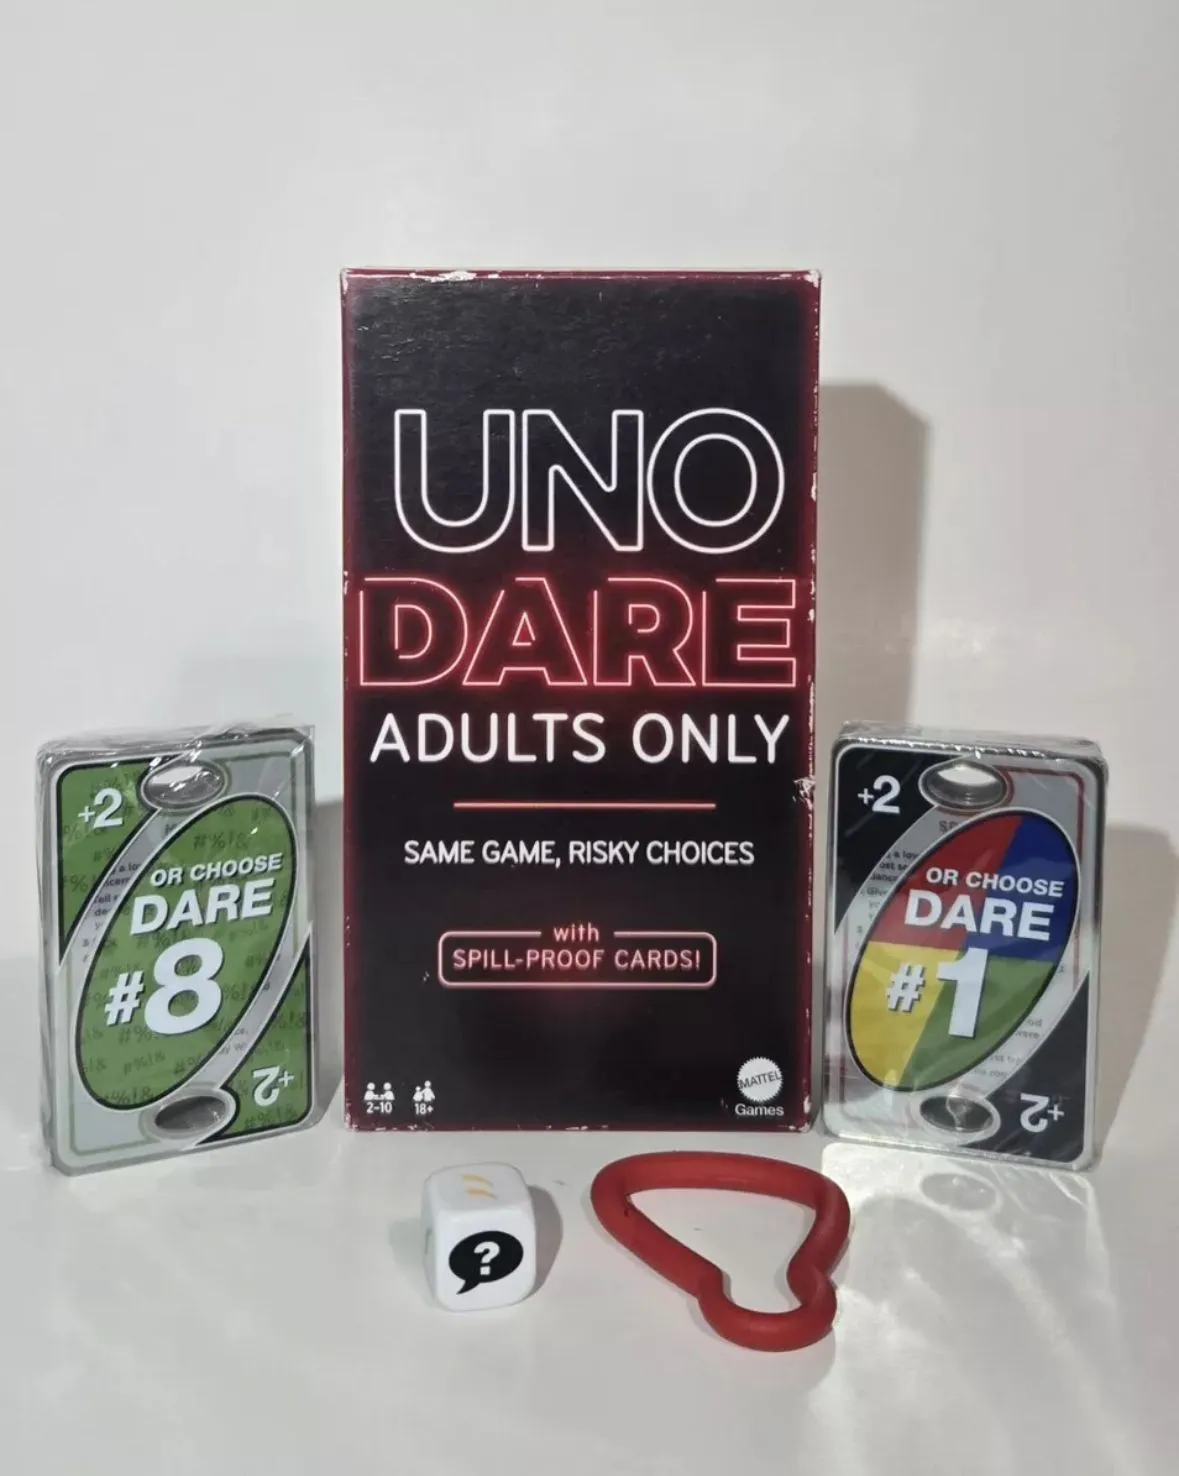 UNO
DARE
ADULTS ONLY
SAME GAME, RISKY CHOICES
with
SPILL-PROOF CARDS!
2-10
18+
MATTEL
Games
+2
OR CHOOSE
DARE
#8
+2
+2
OR CHOOSE
DARE
#1
+2
?